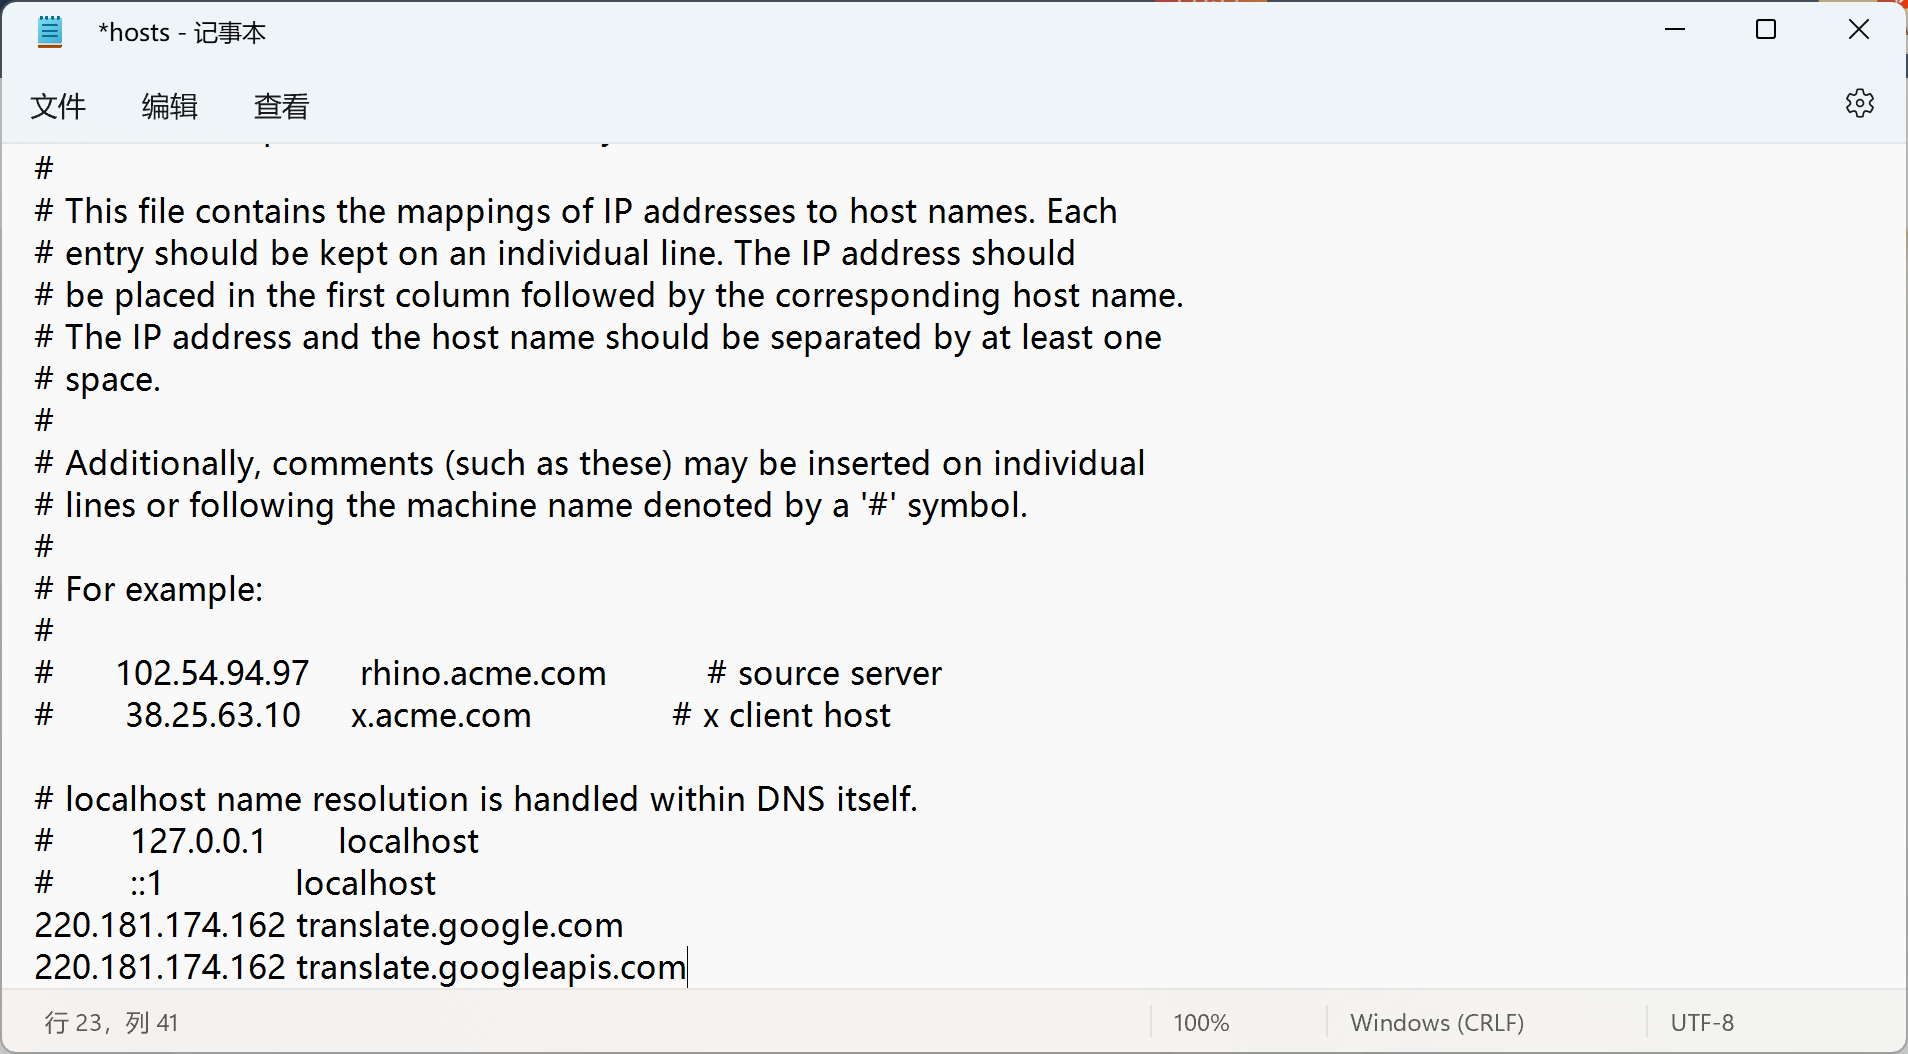 *hosts - 记事本
文件 编辑 查看
#
# This file contains the mappings of IP addresses to host names. Each
# entry should be kept on an individual line. The IP address should
# be placed in the first column followed by the corresponding host name.
# The IP address and the host name should be separated by at least one
# space.
#
# Additionally, comments (such as these) may be inserted on individual
# lines or following the machine name denoted by a '#' symbol.
#
# For example:
#
#       102.54.94.97     rhino.acme.com          # source server
#        38.25.63.10     x.acme.com              # x client host

# localhost name resolution is handled within DNS itself.
#        127.0.0.1       localhost
#        ::1             localhost
220.181.174.162 translate.google.com
220.181.174.162 translate.googleapis.com
行 23，列 41 100% Windows (CRLF) UTF-8